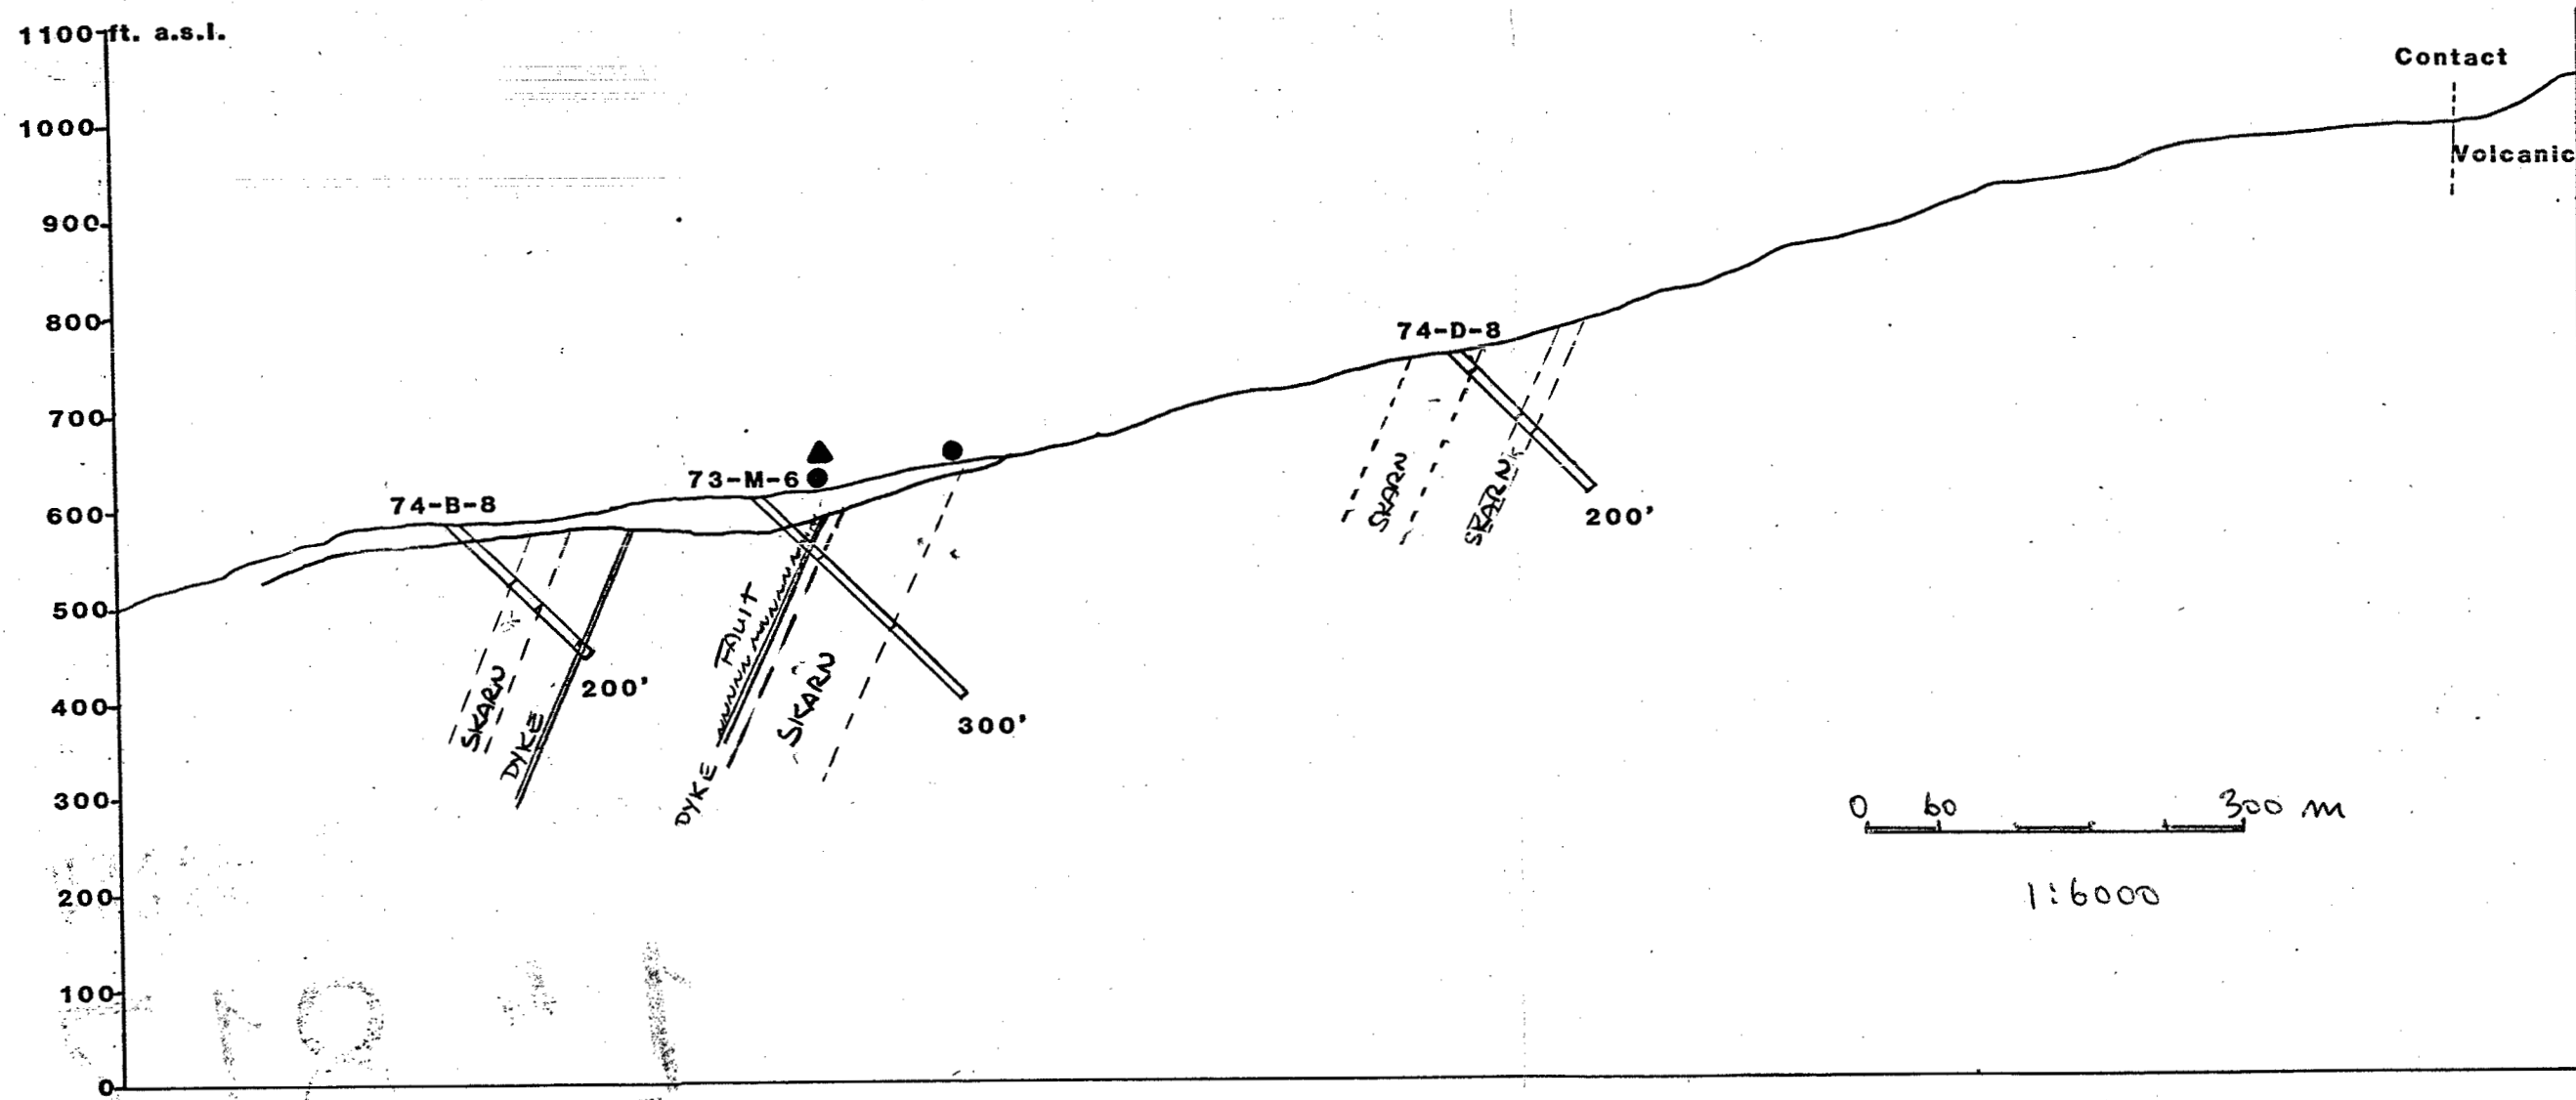 1100 ft. a.s.l.
Contact
1000
Volcanic
900
800
74-D-8
700
73-M-6
74-B-8
600
200'
SKARN
SKARN
500
FAULT
400
SKARN
200'
SKARN
DYKE
300'
300
DYKE
0 60 300 m
200
1:6000
100
0